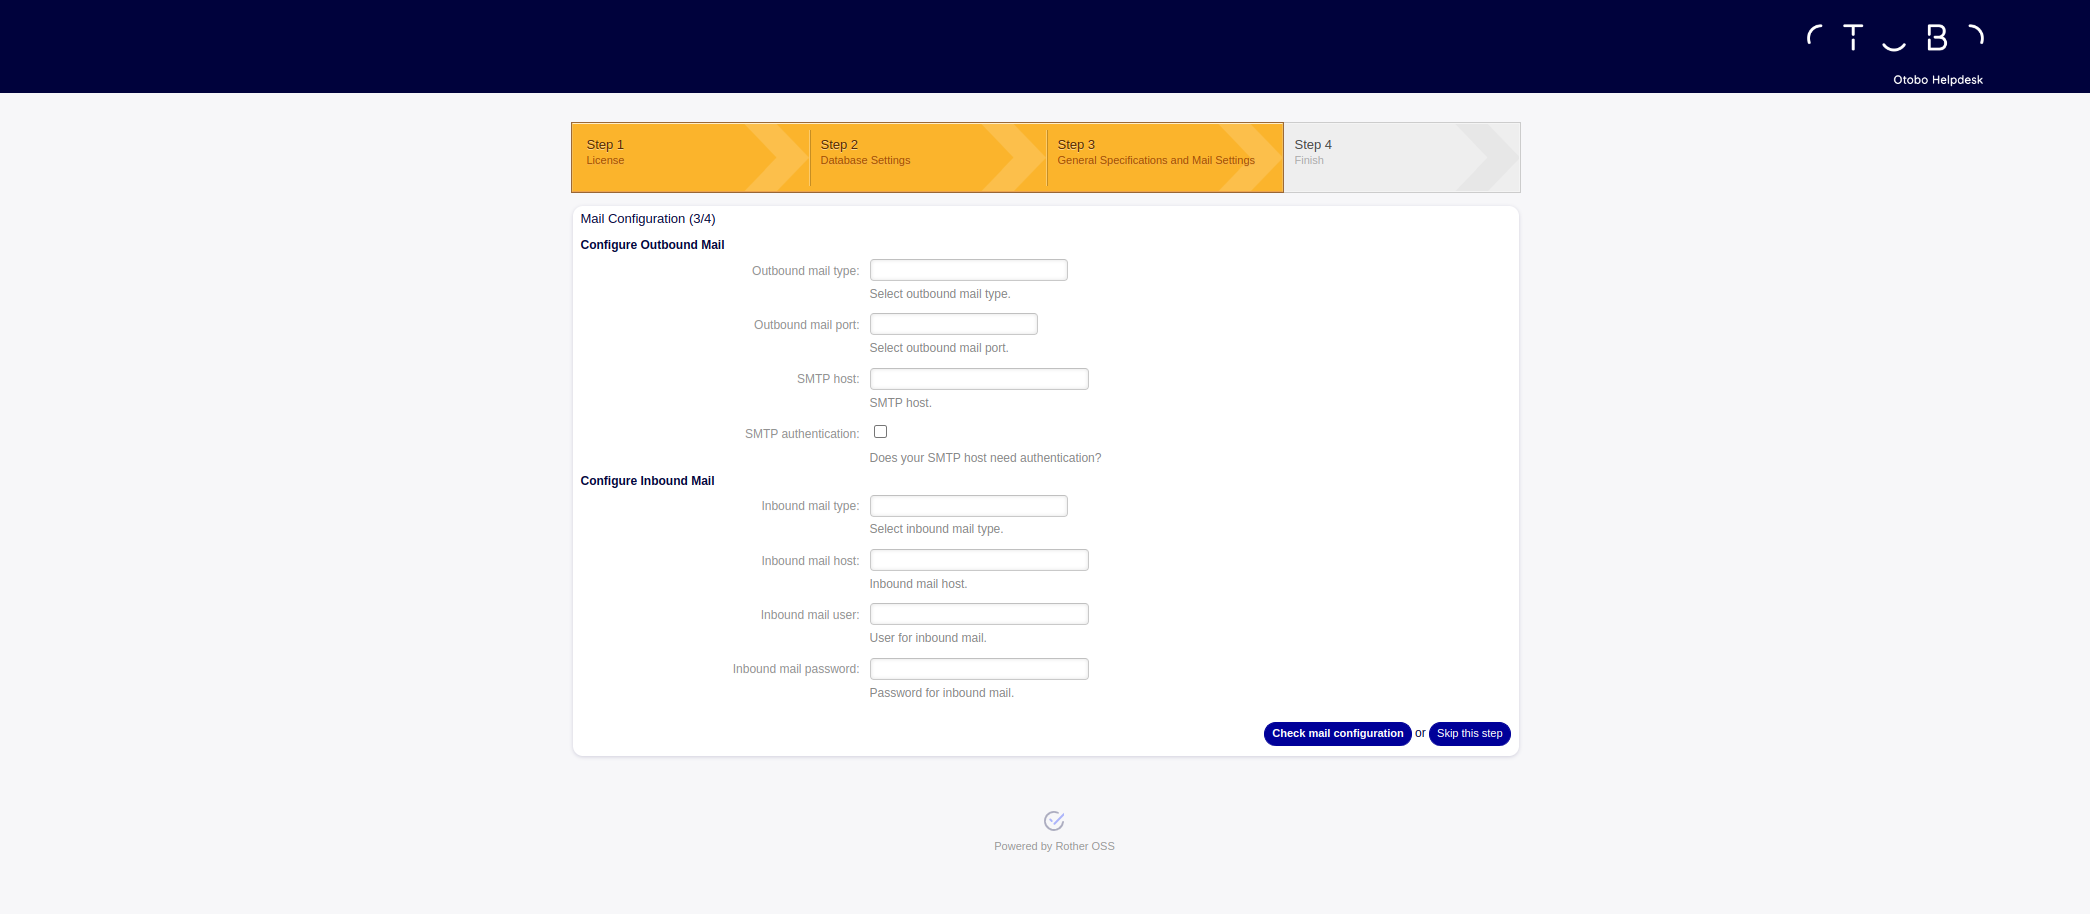 OTOBO
Otobo Helpdesk
Step 1
License
Step 2
Database Settings
Step 3
General Specifications and Mail Settings
Step 4
Finish
Mail Configuration (3/4)
Configure Outbound Mail
Outbound mail type:
Select outbound mail type.
Outbound mail port:
Select outbound mail port.
SMTP host:
SMTP host.
SMTP authentication:
Does your SMTP host need authentication?
Configure Inbound Mail
Inbound mail type:
Select inbound mail type.
Inbound mail host:
Inbound mail host.
Inbound mail user:
User for inbound mail.
Inbound mail password:
Password for inbound mail.
Check mail configuration or Skip this step
Powered by Rother OSS